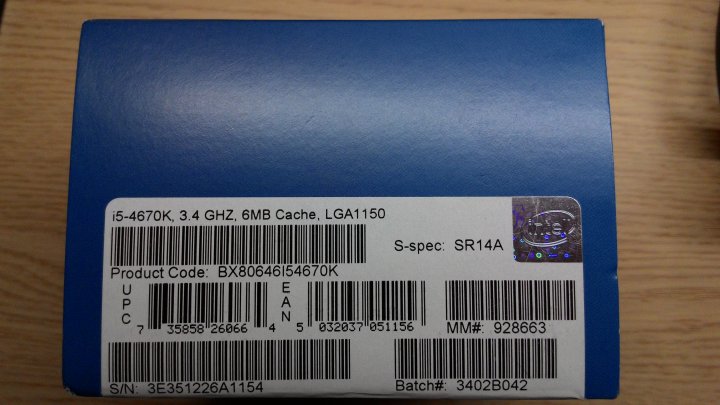 i5-4670K, 3.4 GHZ, 6MB Cache, LGA1150
intel
S-spec: SR14A
Product Code: BX80646I54670K
UPC
7 35858 26066 4
EAN
5 032037 051156
MM#: 928663
S/N: 3E351226A1154
Batch#: 3402B042